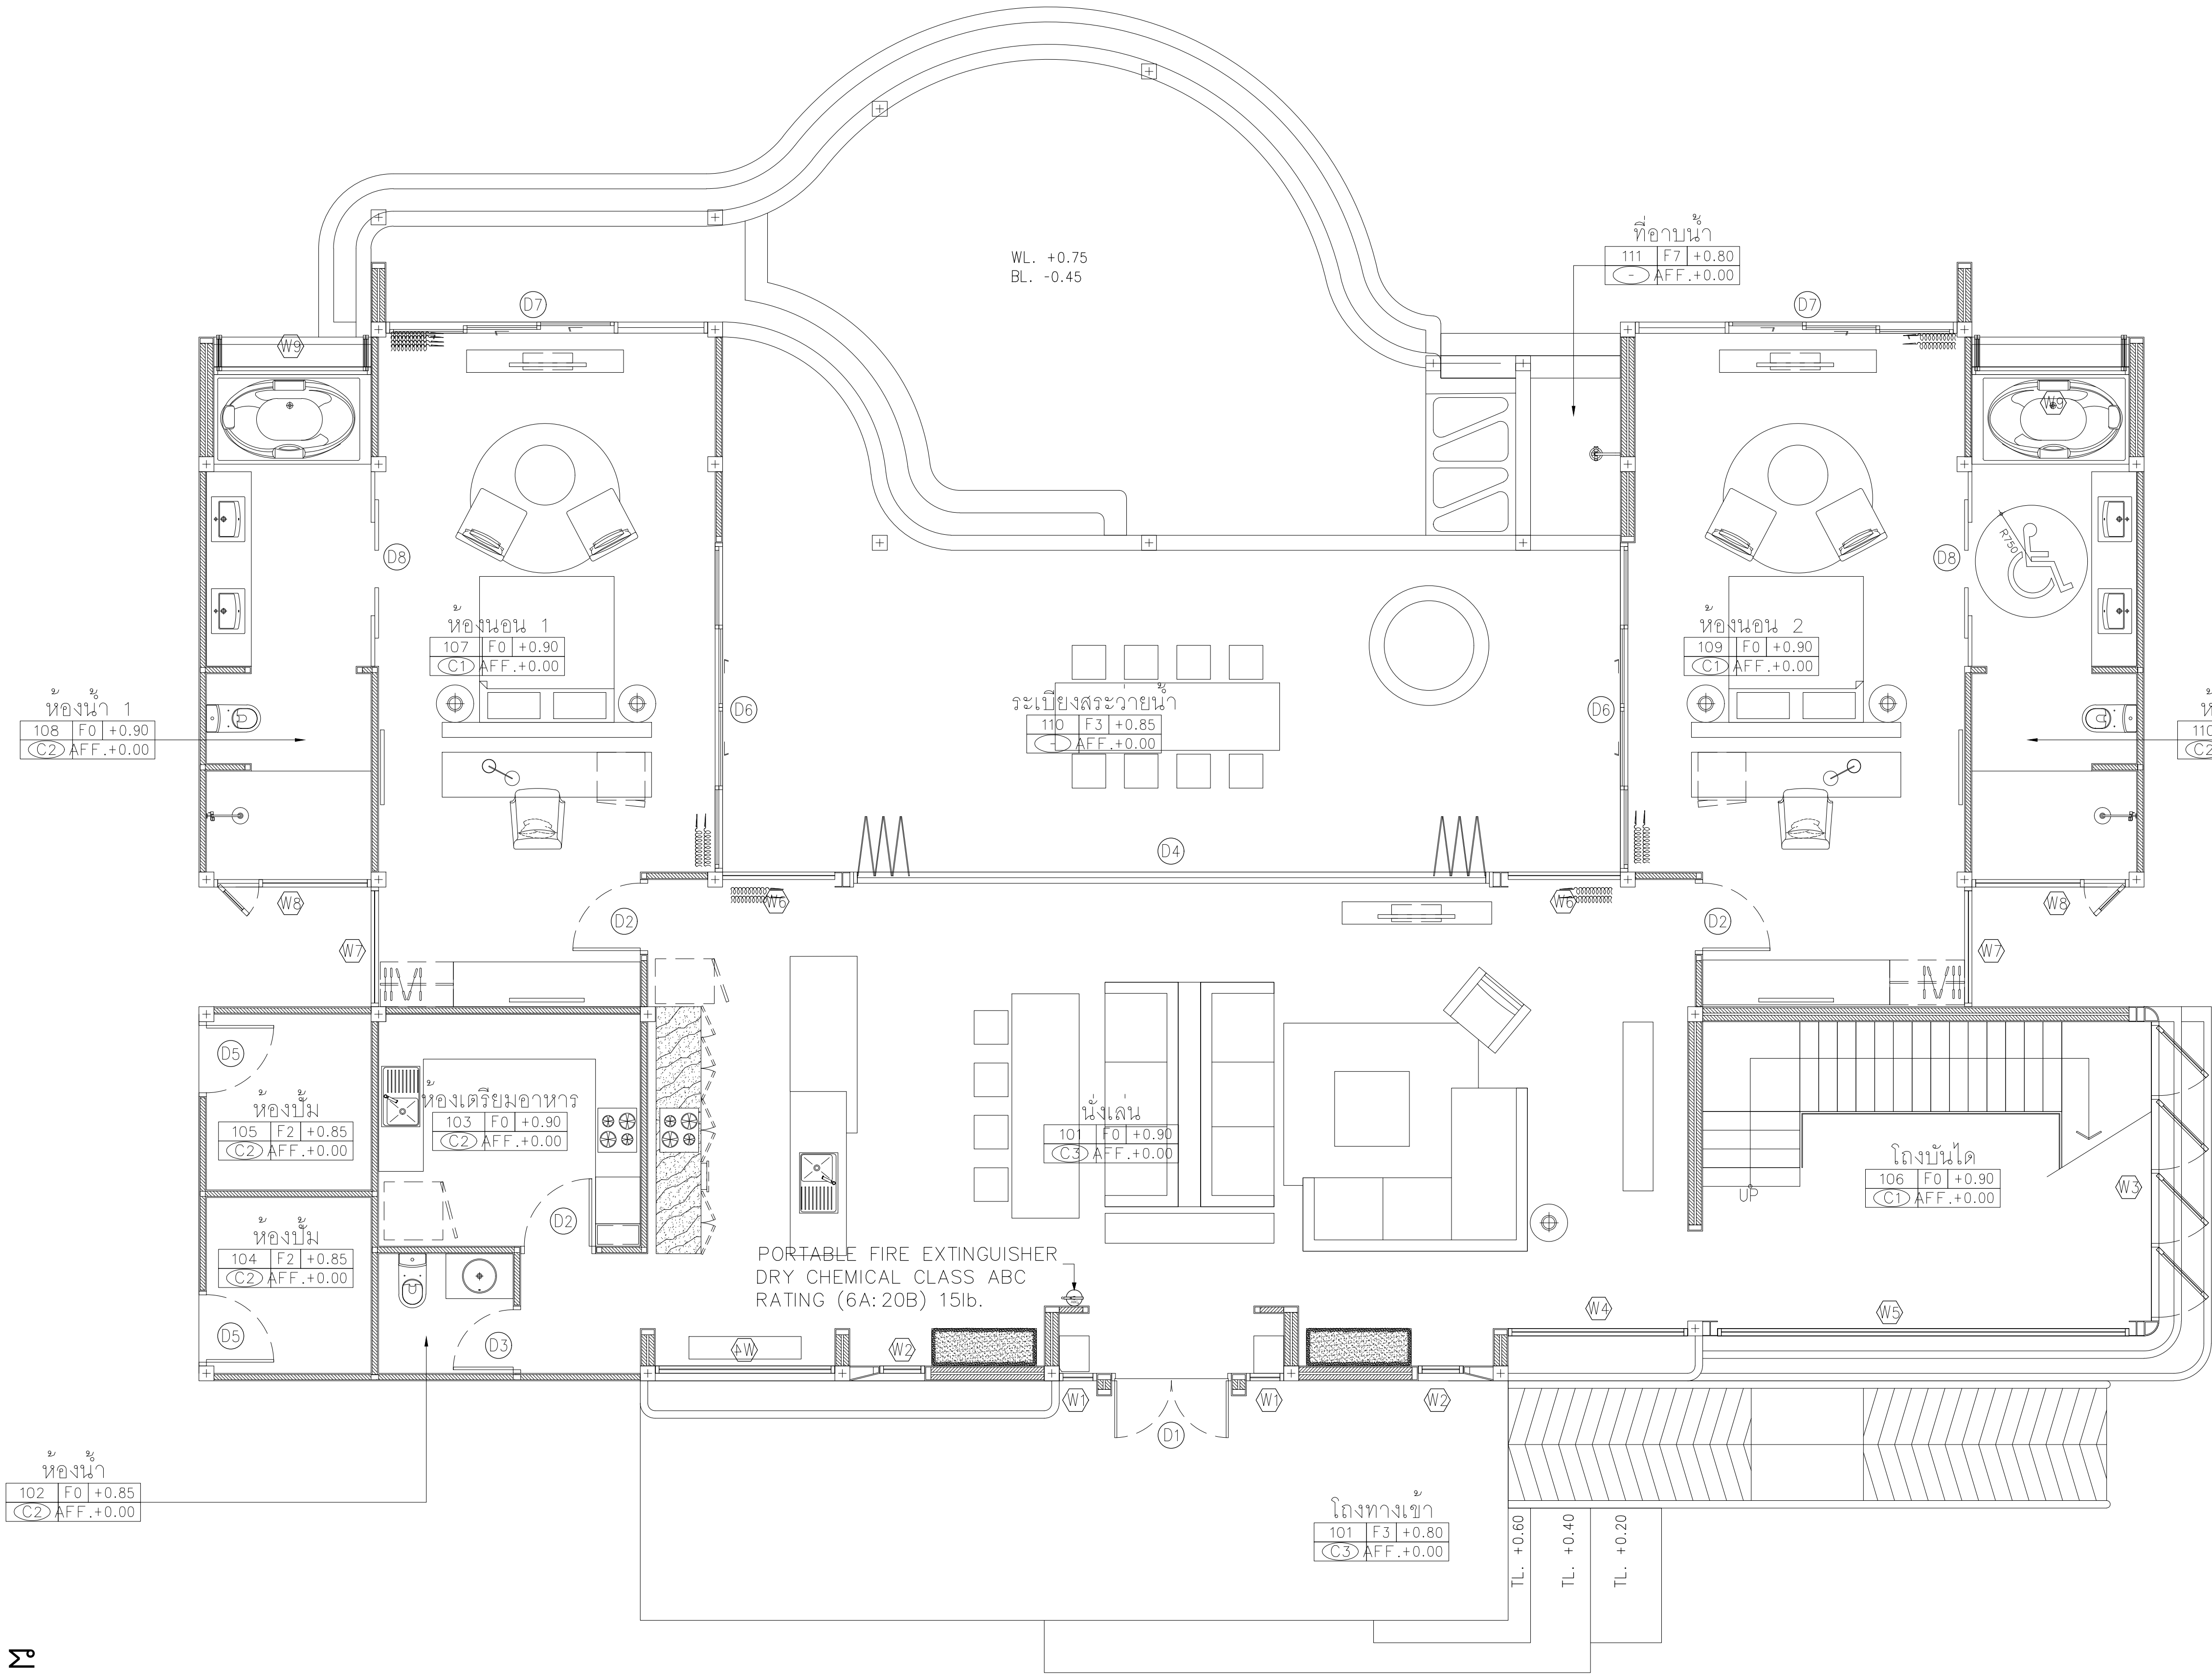 WL. +0.75
BL. -0.45
ที่อาบน้ำ
111 F7 +0.80
- AFF.+0.00
D7
D7
W9
W9
R750
D8
D8
ห้องนอน 1
107 F0 +0.90
C1 AFF.+0.00
ห้องนอน 2
109 F0 +0.90
C1 AFF.+0.00
ห้องน้ำ 1
108 F0 +0.90
C2 AFF.+0.00
ระเบียงสระว่ายน้ำ
110 F3 +0.85
- AFF.+0.00
D6
D6
110
D4
W8
W6
W6
W8
D2
D2
W7
W7
D5
ห้องปั๊ม
105 F2 +0.85
C2 AFF.+0.00
ห้องเตรียมอาหาร
103 F0 +0.90
C2 AFF.+0.00
นั่งเล่น
101 F0 +0.90
C3 AFF.+0.00
โถงบันได
106 F0 +0.90
C1 AFF.+0.00
UP
W3
D2
ห้องปั๊ม
104 F2 +0.85
C2 AFF.+0.00
PORTABLE FIRE EXTINGUISHER
DRY CHEMICAL CLASS ABC
RATING (6A:20B) 15lb.
D5
D3
W4
W2
W4
W5
W1
W1
W2
D1
ห้องน้ำ
102 F0 +0.85
C2 AFF.+0.00
โถงทางเข้า
101 F3 +0.80
C3 AFF.+0.00
TL. +0.60
TL. +0.40
TL. +0.20